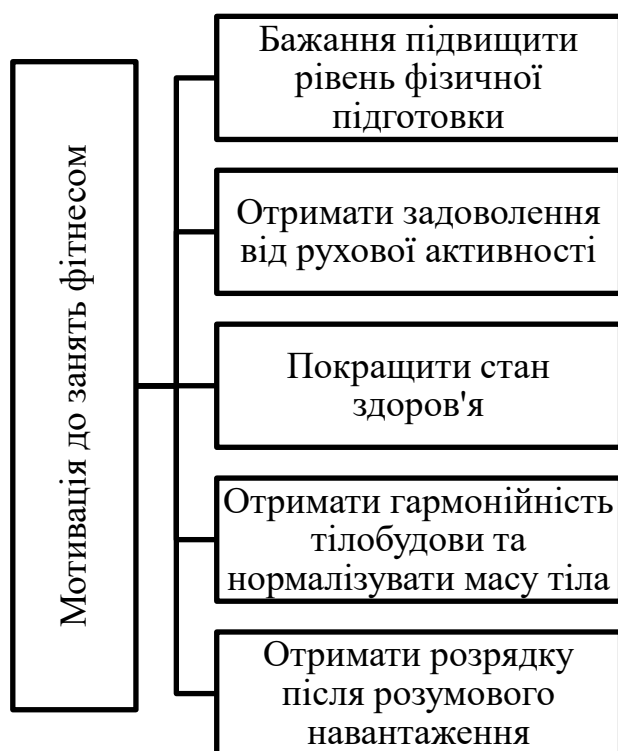 Мотивація до занять фітнесом
Бажання підвищити
рівень фізичної
підготовки
Отримати задоволення
від рухової активності
Покращити стан
здоров'я
Отримати гармонійність
тілобудови та
нормалізувати масу тіла
Отримати розрядку
після розумового
навантаження